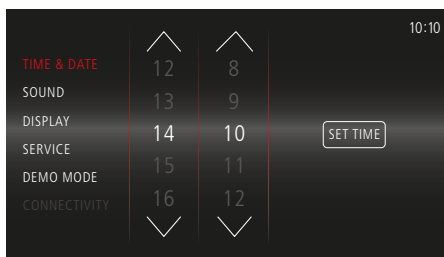 10:10
TIME & DATE
SOUND
DISPLAY
SERVICE
DEMO MODE
CONNECTIVITY
12 8
13 9
14 10
15 11
16 12
SET TIME